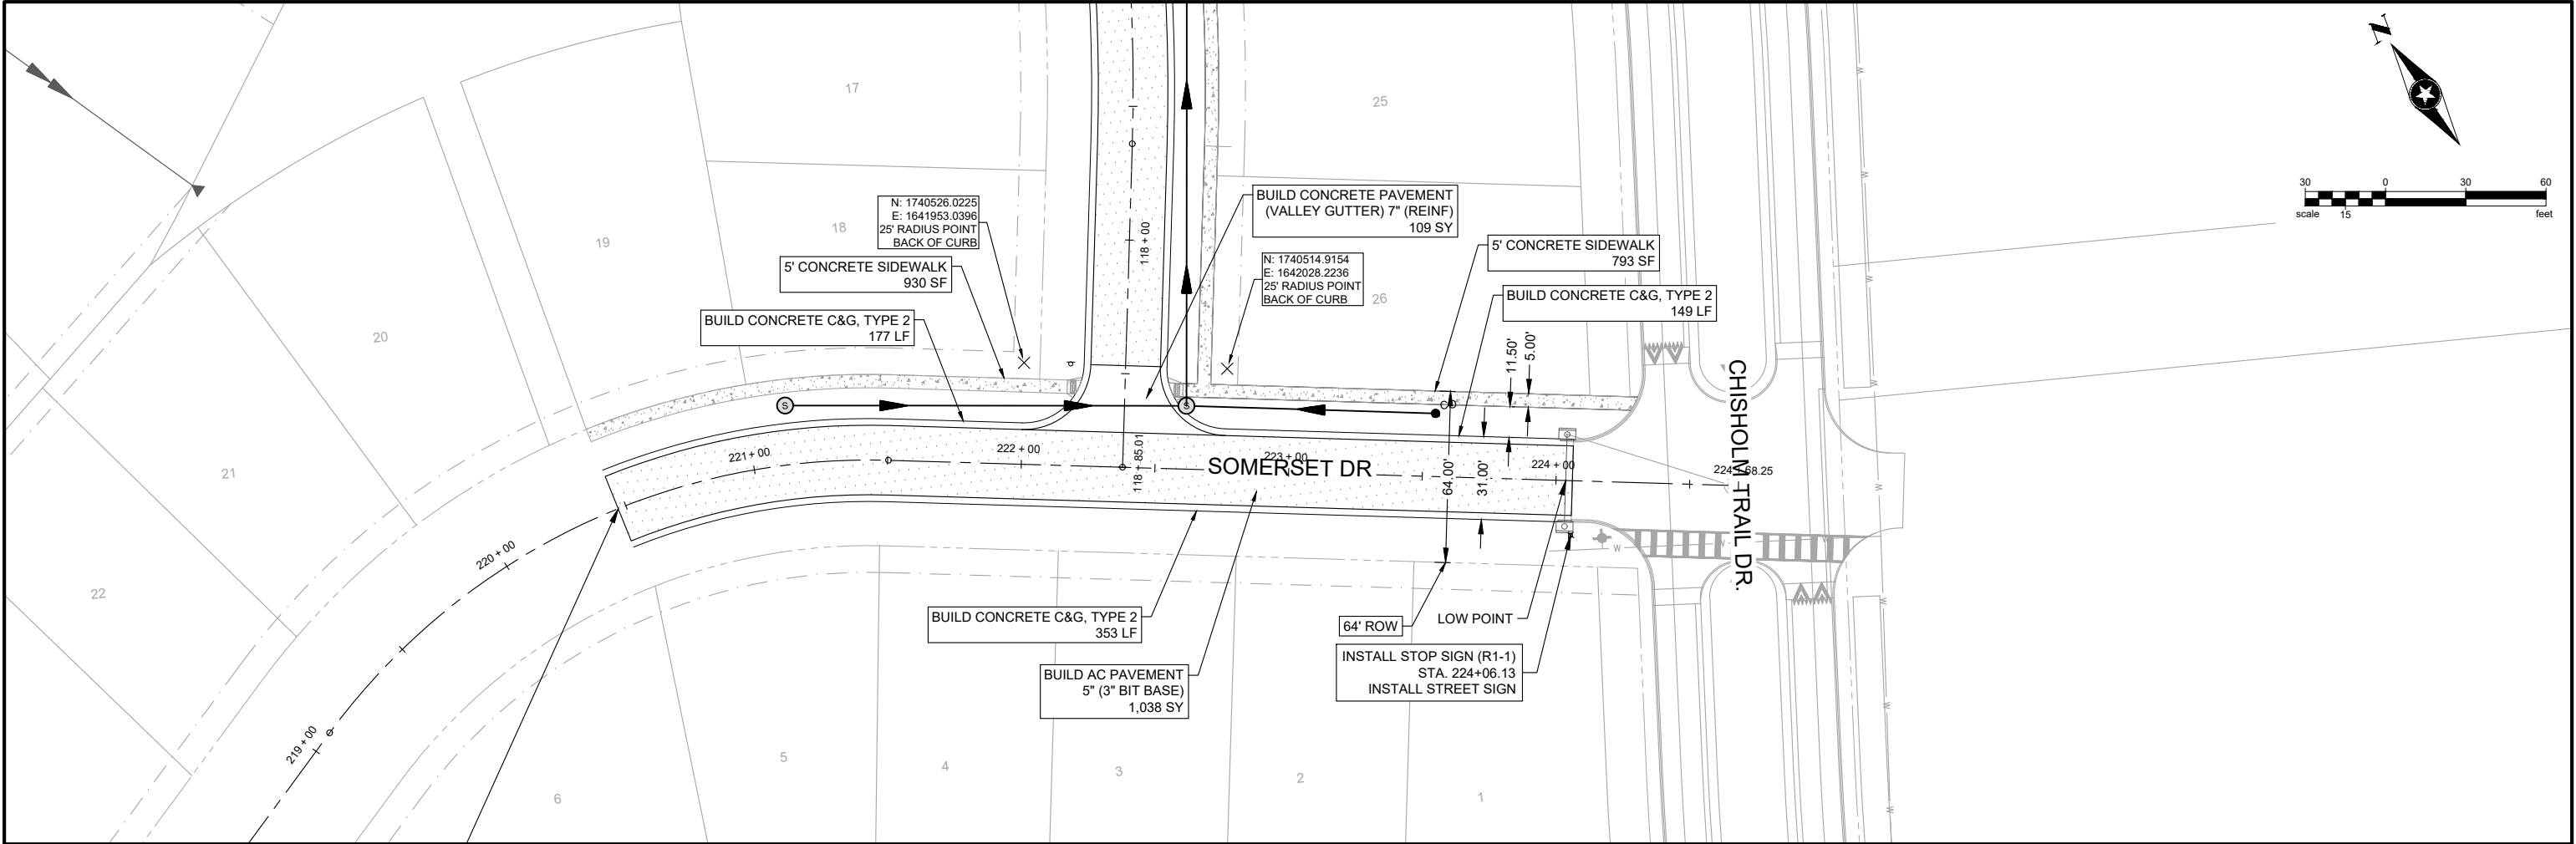 17
25
N
30
0
30
60
scale
15
feet
N: 1740526.0225
E: 1641953.0396
25' RADIUS POINT
BACK OF CURB
18
19
118 + 00
BUILD CONCRETE PAVEMENT
(VALLEY GUTTER) 7" (REINF)
109 SY
5' CONCRETE SIDEWALK
793 SF
5' CONCRETE SIDEWALK
930 SF
N: 1740514.9154
E: 1642028.2236
25' RADIUS POINT
BACK OF CURB
26
BUILD CONCRETE C&G, TYPE 2
149 LF
BUILD CONCRETE C&G, TYPE 2
177 LF
20
11.50'
5.00'
CHISHOLM TRAIL DR.
S
S
21
221 + 00
222 + 00
118 + 85.01
223 + 00
SOMERSET DR
64.00'
31.00'
224 + 00
224 + 68.25
220 + 00
22
W
W
W
W
W
W
W
W
W
W
W
W
BUILD CONCRETE C&G, TYPE 2
353 LF
64' ROW
LOW POINT
BUILD AC PAVEMENT
5" (3" BIT BASE)
1,038 SY
INSTALL STOP SIGN (R1-1)
STA. 224+06.13
INSTALL STREET SIGN
219 + 00
6
5
4
3
2
1